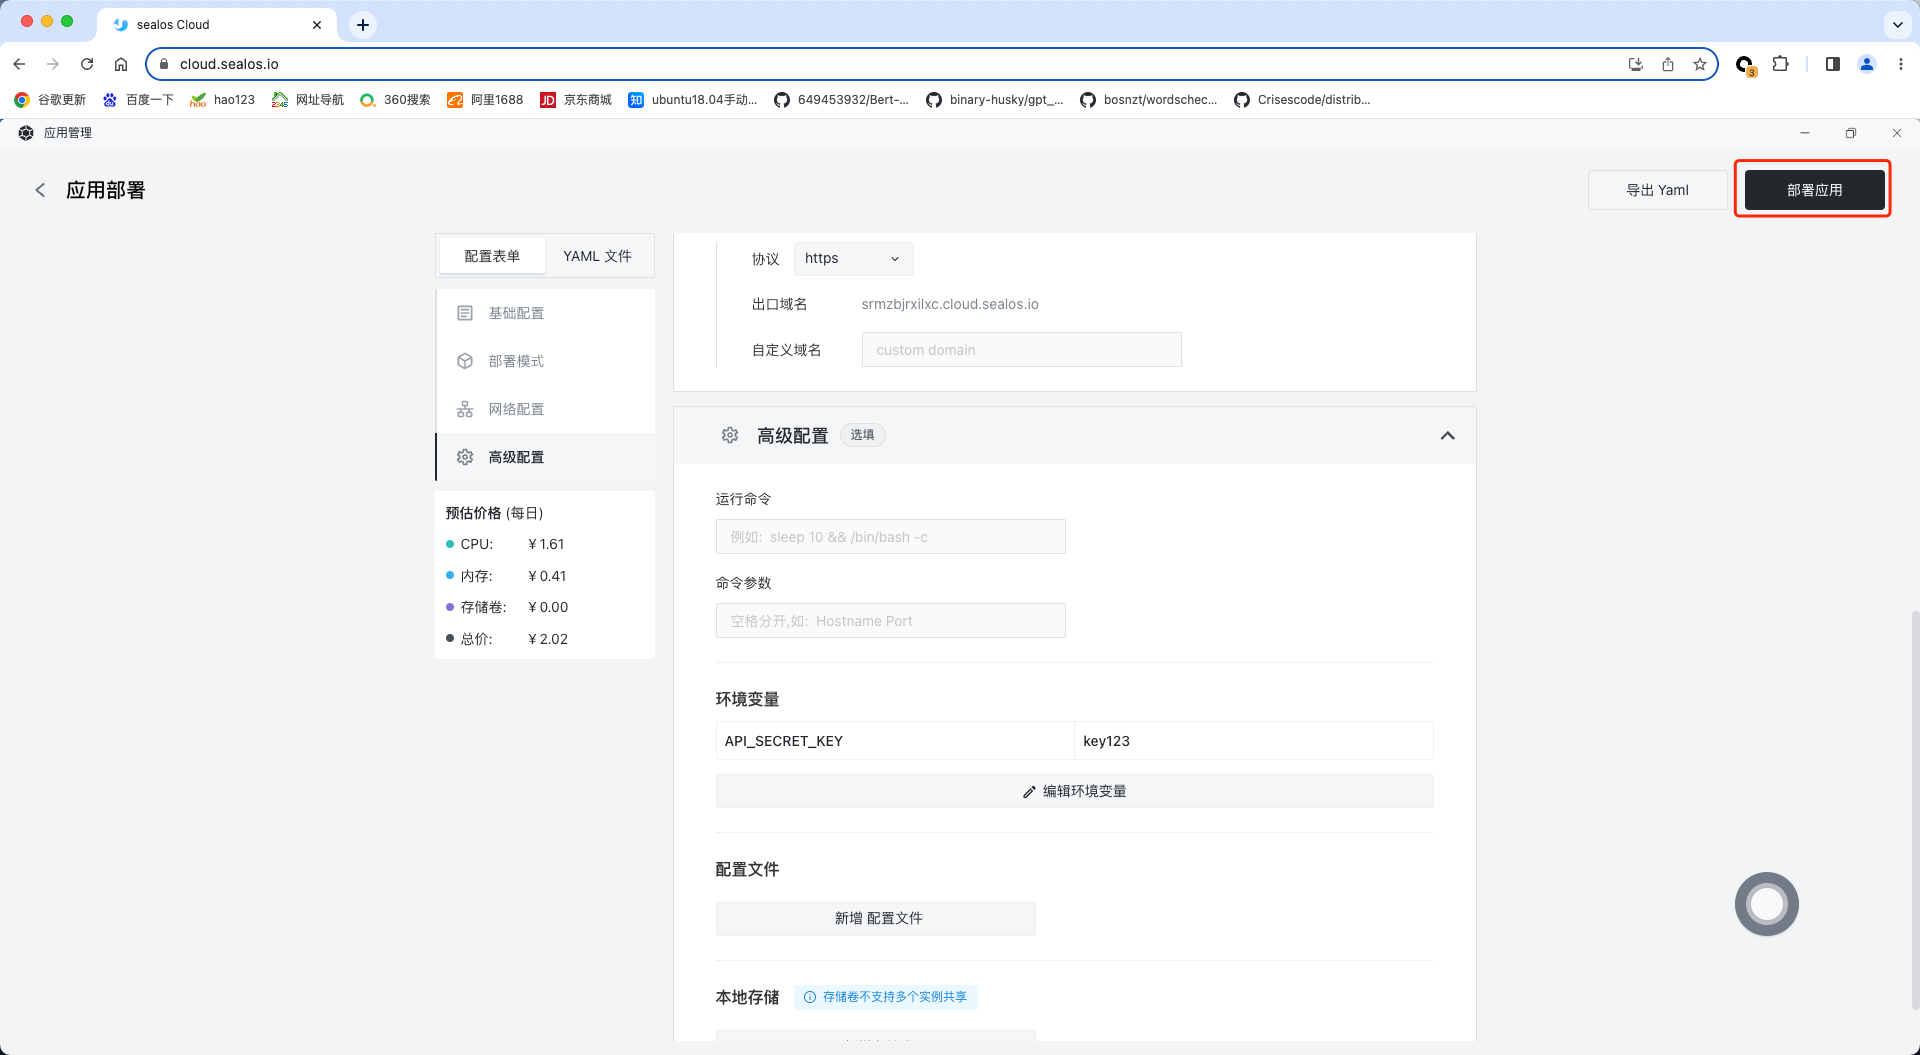 sealos Cloud
cloud.sealos.io
3
谷歌更新
百度一下
hao123
网址导航
360搜索
阿里1688
京东商城
ubuntu18.04手动...
649453932/Bert-...
binary-husky/gpt_...
bosnzt/wordschec...
Crisescode/distrib...
应用管理
应用部署
导出 Yaml
部署应用
配置表单
YAML 文件
基础配置
部署模式
网络配置
高级配置
预估价格 (每日)
CPU: ¥ 1.61
内存: ¥ 0.41
存储卷: ¥ 0.00
总价: ¥ 2.02
协议 https
出口域名 srmzbjrxilxc.cloud.sealos.io
自定义域名 custom domain
高级配置 选填
运行命令
例如: sleep 10 && /bin/bash -c
命令参数
空格分开,如: Hostname Port
环境变量
API_SECRET_KEY key123
编辑环境变量
配置文件
新增 配置文件
本地存储 存储卷不支持多个实例共享